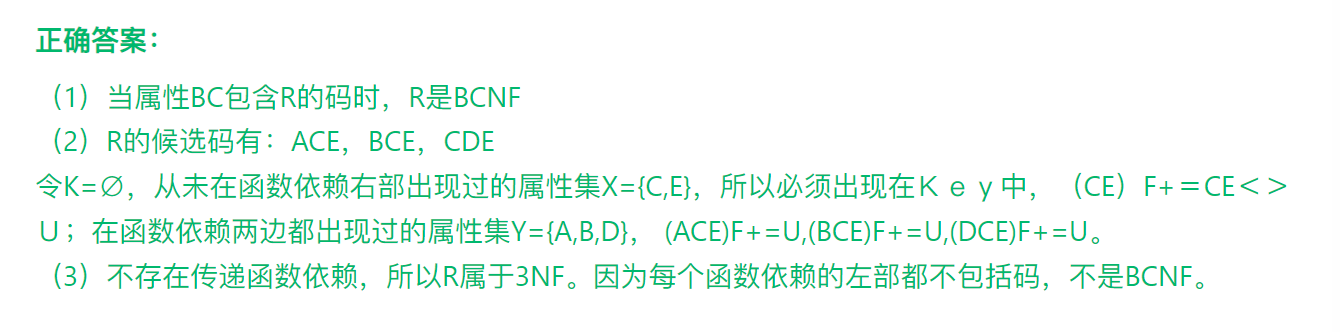 正确答案：
（1）当属性BC包含R的码时，R是BCNF
（2）R的候选码有：ACE，BCE，CDE
令K=∅，从未在函数依赖右部出现过的属性集X={C,E}，所以必须出现在Ｋｅｙ中，（CE）F+＝CE＜＞
Ｕ；在函数依赖两边都出现过的属性集Y={A,B,D}， (ACE)F+=U,(BCE)F+=U,(DCE)F+=U。
（3）不存在传递函数依赖，所以R属于3NF。因为每个函数依赖的左部都不包括码，不是BCNF。